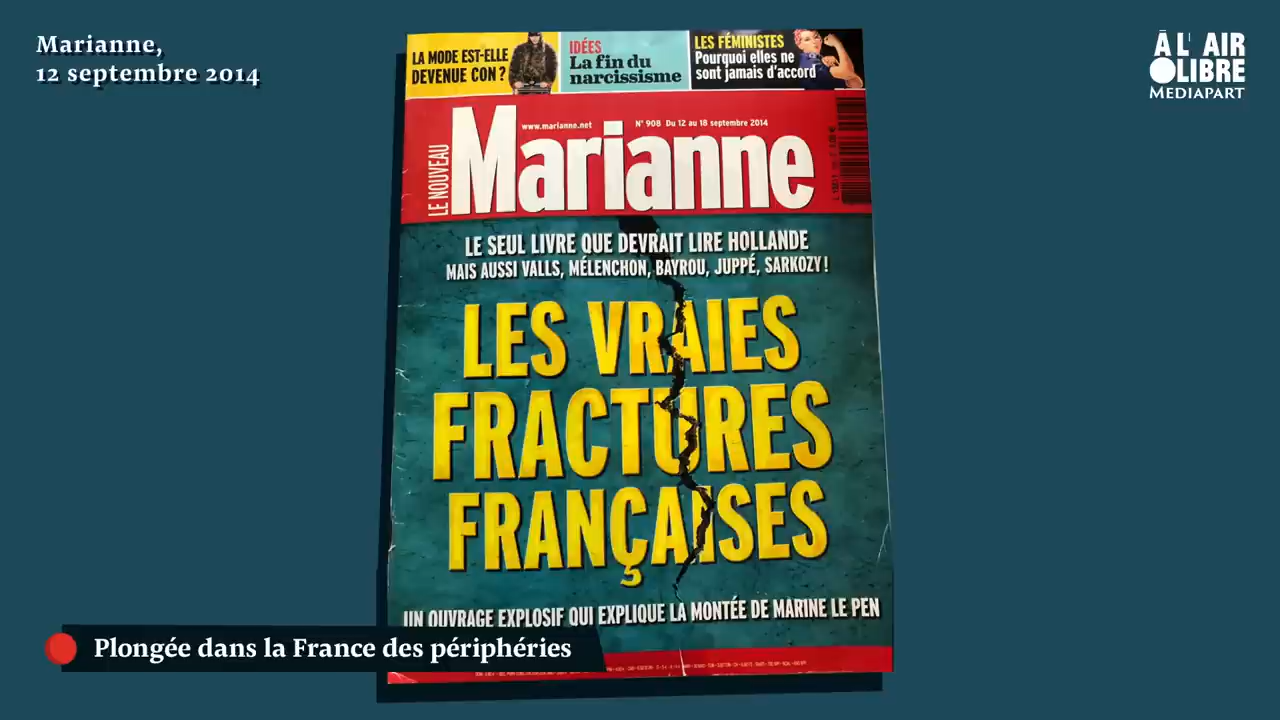 Marianne,
12 septembre 2014
À L'AIR
LIBRE
MEDIAPART
LA MODE EST-ELLE
DEVENUE CON ?
IDÉES
La fin du
narcissisme
LES FÉMINISTES
Pourquoi elles ne
sont jamais d'accord
www.marianne.net
N° 908 Du 12 au 18 septembre 2014
LE NOUVEAU
Marianne
LE SEUL LIVRE QUE DEVRAIT LIRE HOLLANDE
MAIS AUSSI VALLS, MÉLENCHON, BAYROU, JUPPÉ, SARKOZY !
LES VRAIES
FRACTURES
FRANÇAISES
UN OUVRAGE EXPLOSIF QUI EXPLIQUE LA MONTÉE DE MARINE LE PEN
Plongée dans la France des périphéries